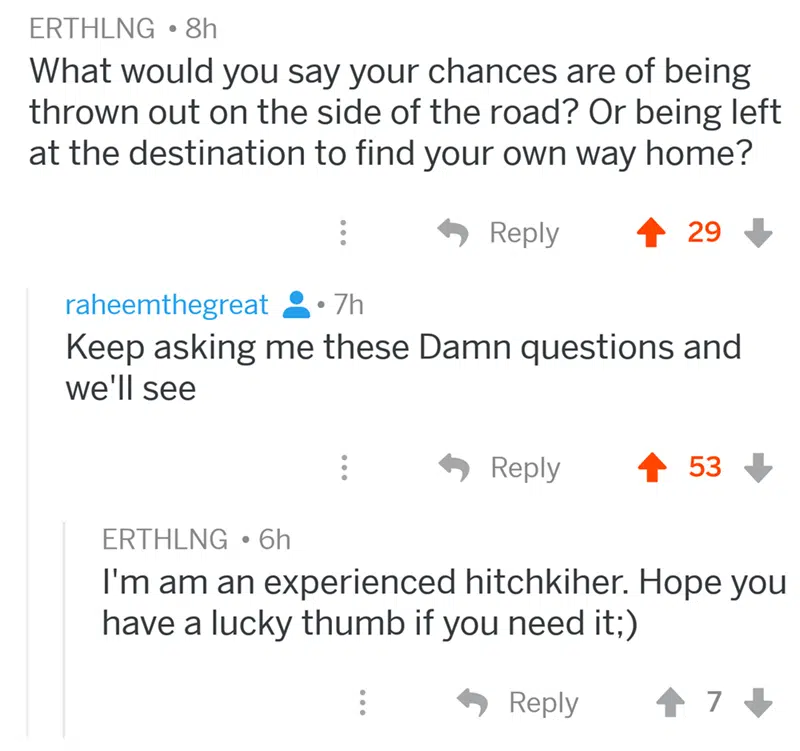 ERTHLNG • 8h
What would you say your chances are of being
thrown out on the side of the road? Or being left
at the destination to find your own way home?
Reply 29
raheemthegreat • 7h
Keep asking me these Damn questions and
we'll see
Reply 53
ERTHLNG • 6h
I'm am an experienced hitchkiher. Hope you
have a lucky thumb if you need it;)
Reply 7